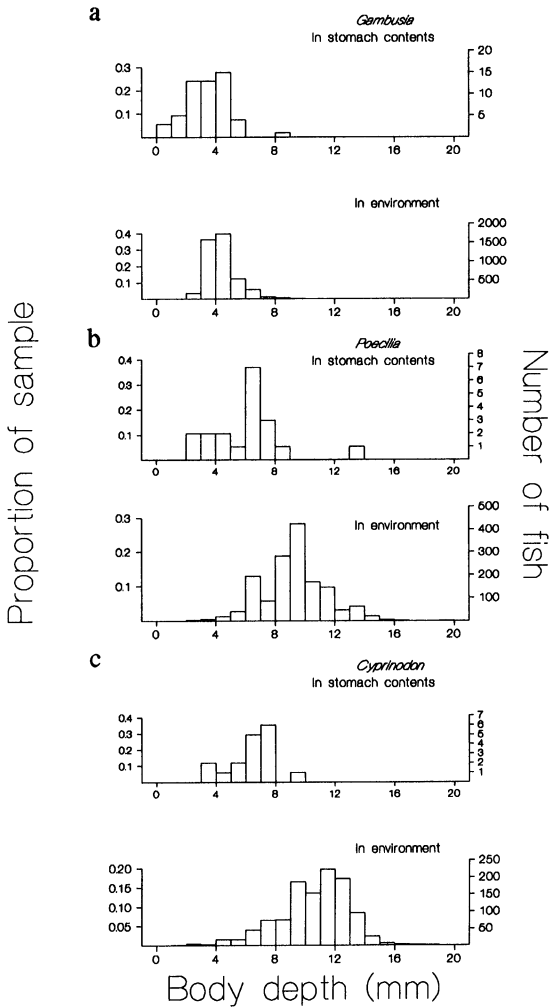 a
Gambusia
In stomach contents
0.3
0.2
0.1
20
15
10
5
0 4 8 12 16 20
In environment
0.4
0.3
0.2
0.1
2000
1500
1000
500
0 4 8 12 16 20
Proportion of sample
Number of fish
b
Poecilia
In stomach contents
0.4
0.3
0.2
0.1
8
7
6
5
4
3
2
1
0 4 8 12 16 20
In environment
0.3
0.2
0.1
500
400
300
200
100
0 4 8 12 16 20
c
Cyprinodon
In stomach contents
0.4
0.3
0.2
0.1
7
6
5
4
3
2
1
0 4 8 12 16 20
In environment
0.20
0.15
0.10
0.05
250
200
150
100
50
0 4 8 12 16 20
Body depth (mm)